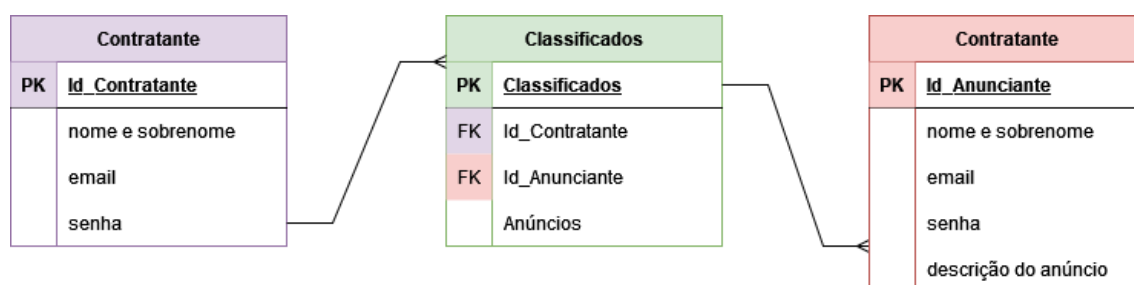 Contratante
PK Id_Contratante
nome e sobrenome
email
senha
Classificados
PK Classificados
FK Id_Contratante
FK Id_Anunciante
Anúncios
Contratante
PK Id_Anunciante
nome e sobrenome
email
senha
descrição do anúncio